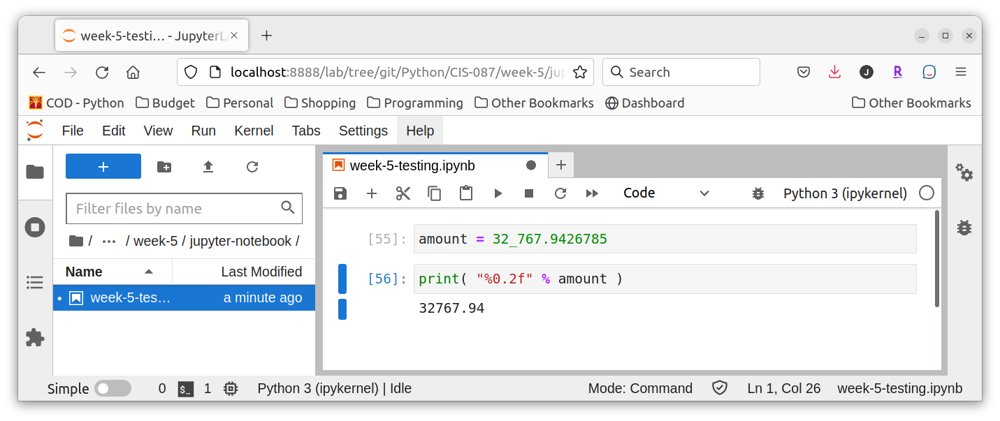 week-5-testi… - JupyterL
localhost:8888/lab/tree/git/Python/CIS-087/week-5/jup
Search
J
R
COD - Python Budget Personal Shopping Programming Other Bookmarks Dashboard Other Bookmarks
File Edit View Run Kernel Tabs Settings Help
+
Filter files by name
/ … / week-5 / jupyter-notebook /
Name Last Modified
week-5-tes… a minute ago
week-5-testing.ipynb
Code Python 3 (ipykernel)
[55]: amount = 32_767.9426785
[56]: print( "%0.2f" % amount )
32767.94
Simple 0 $_ 1 Python 3 (ipykernel) | Idle Mode: Command Ln 1, Col 26 week-5-testing.ipynb